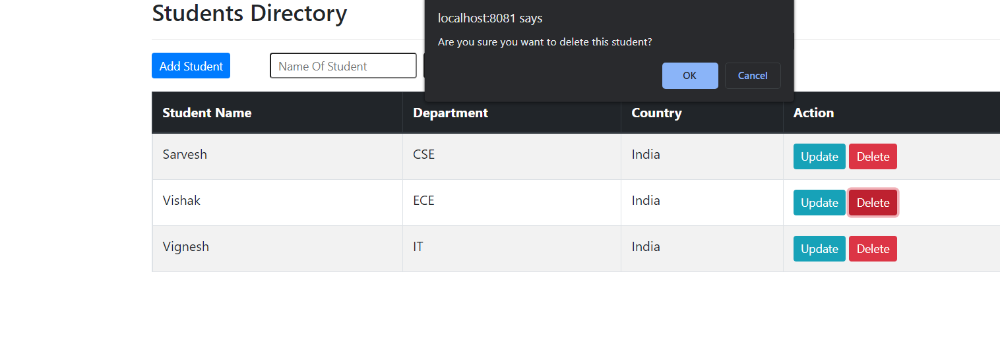 Students Directory
localhost:8081 says
Are you sure you want to delete this student?
OK Cancel
Add Student Name Of Student
Student Name Department Country Action
Sarvesh CSE India Update Delete
Vishak ECE India Update Delete
Vignesh IT India Update Delete